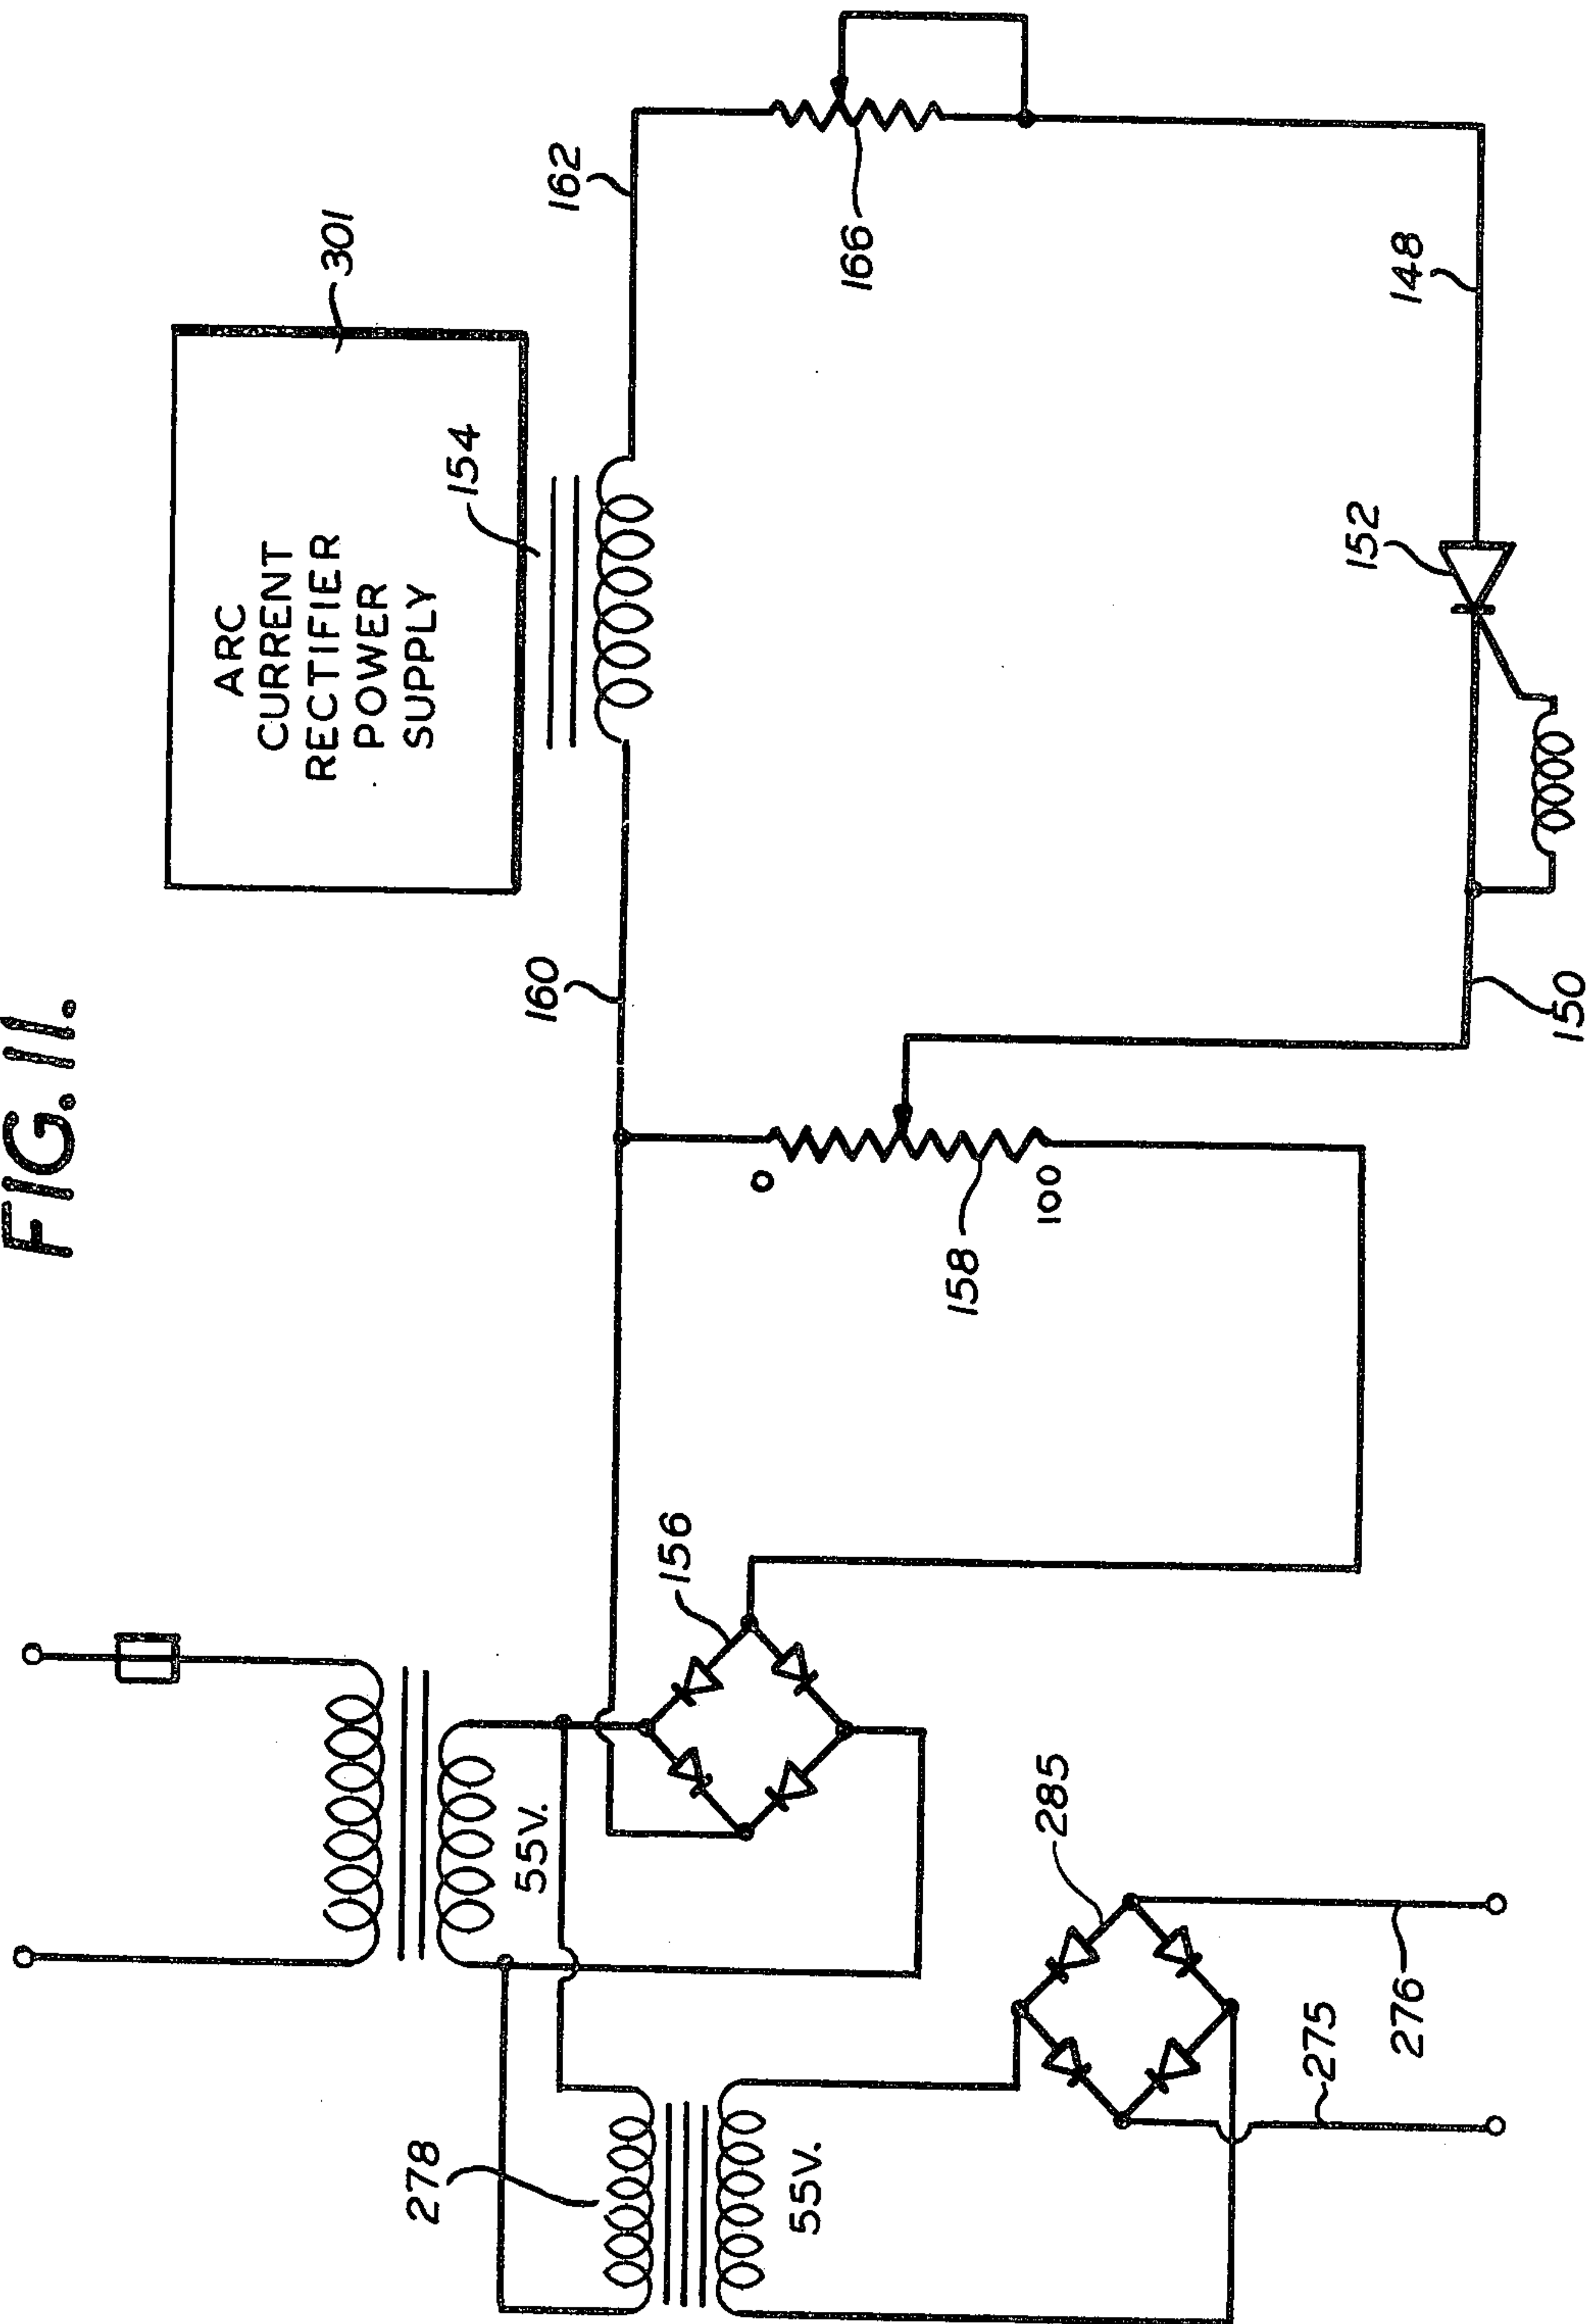 FIG. 11.
ARC
CURRENT
RECTIFIER
POWER
SUPPLY
301
154
162
160
166
148
152
150
0
158
100
156
55V.
278
55V.
285
275
276